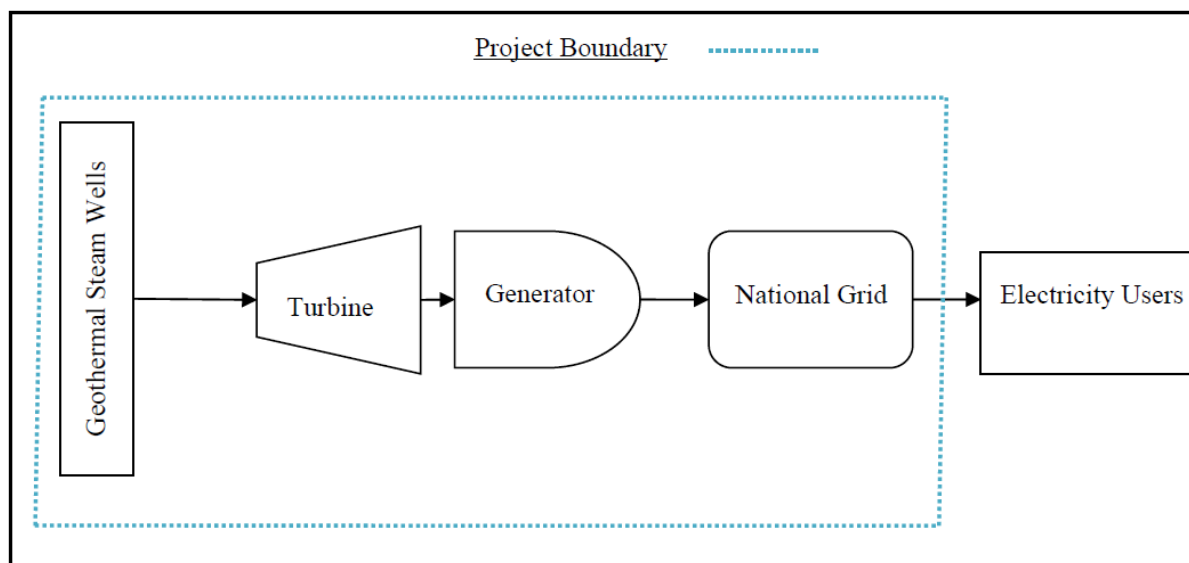 Project Boundary
Geothermal Steam Wells
Turbine
Generator
National Grid
Electricity Users